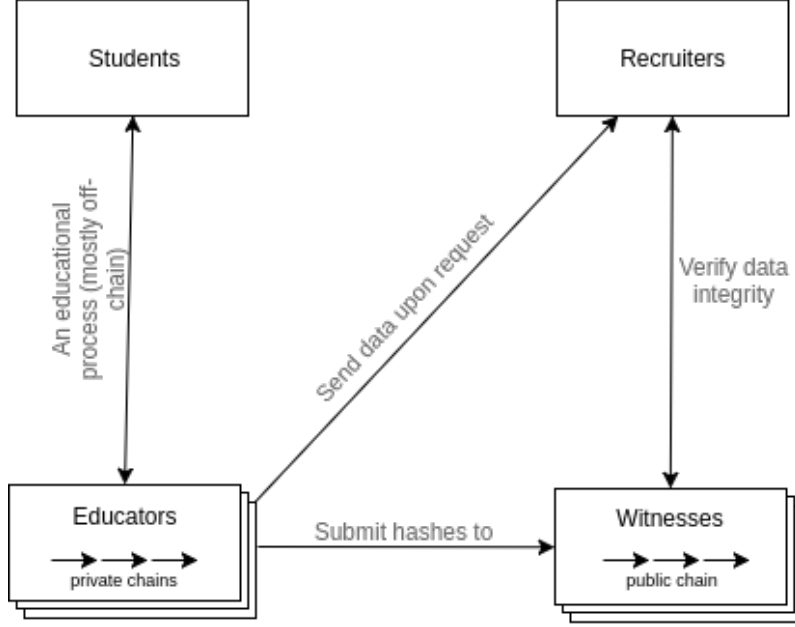 Students
Recruiters
An educational
process (mostly off-
chain)
Send data upon request
Verify data
integrity
Educators
private chains
Submit hashes to
Witnesses
public chain